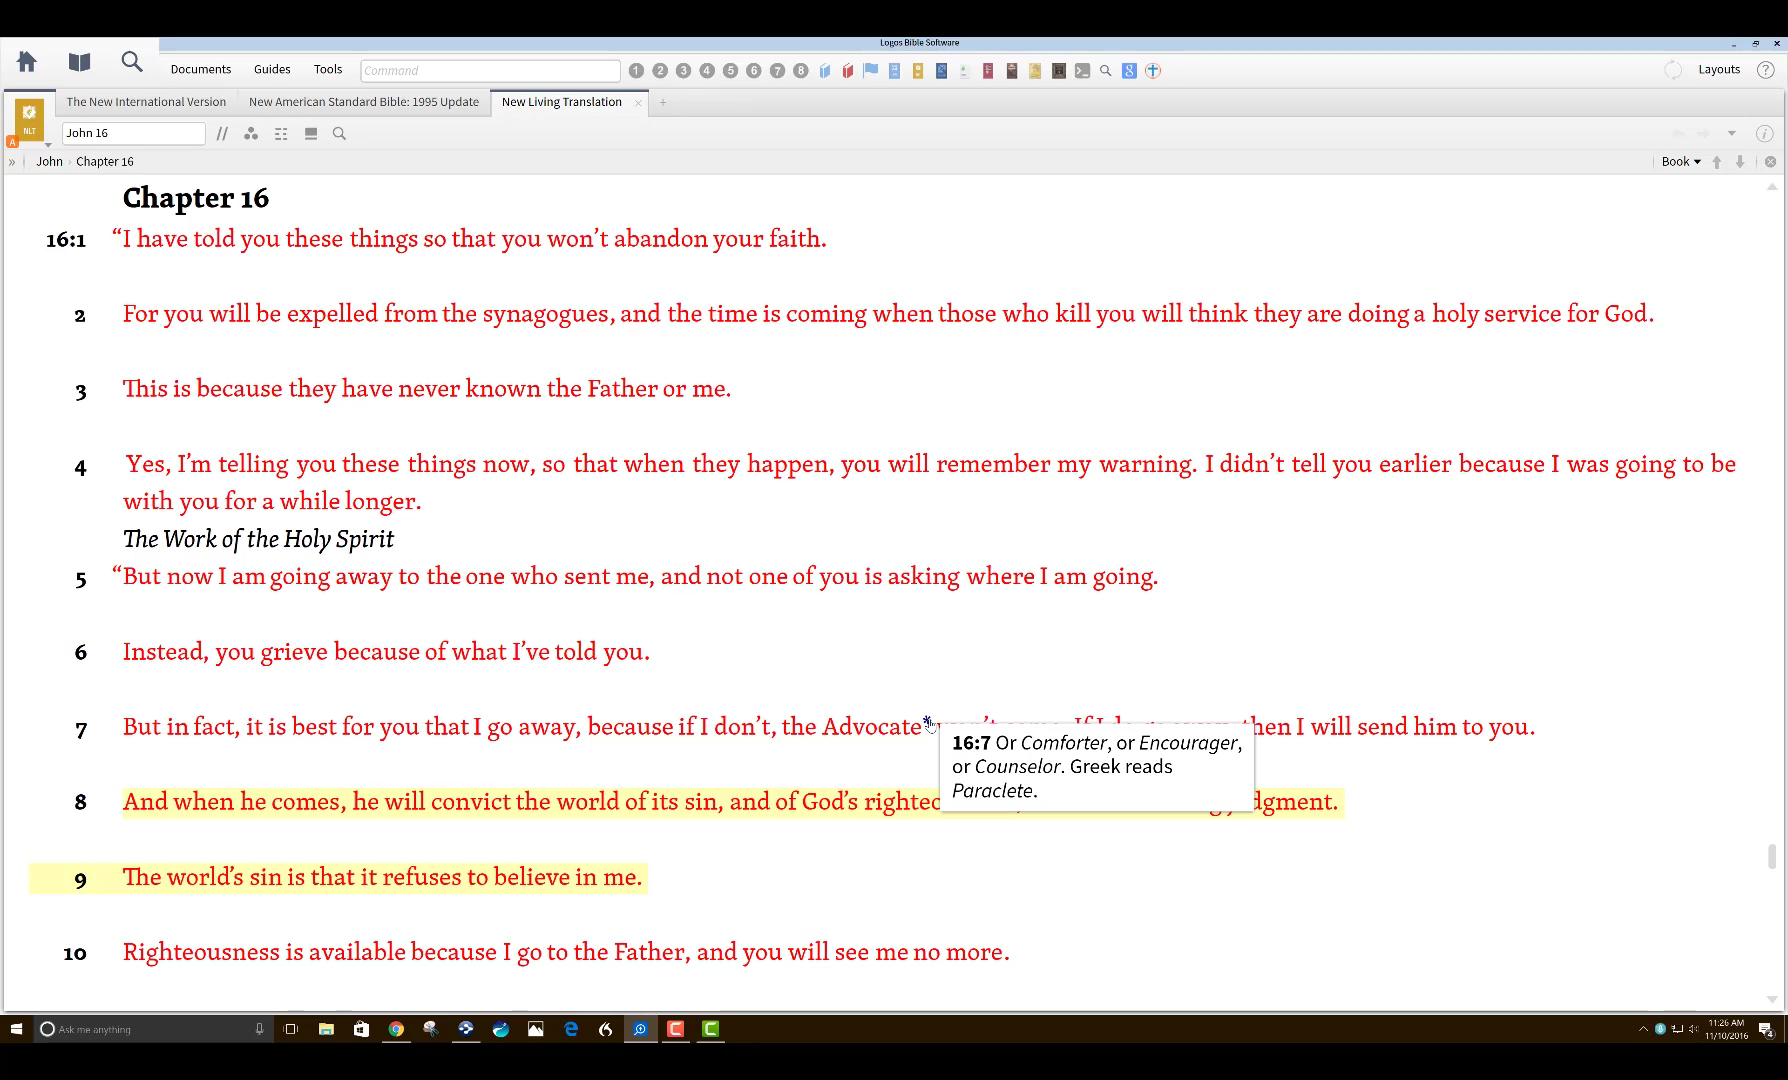 Logos Bible Software
Documents Guides Tools Command 1 2 3 4 5 6 7 8 Layouts
The New International Version New American Standard Bible: 1995 Update New Living Translation
NLT
A
John 16
John › Chapter 16 Book
Chapter 16
16:1 “I have told you these things so that you won’t abandon your faith.
2 For you will be expelled from the synagogues, and the time is coming when those who kill you will think they are doing a holy service for God.
3 This is because they have never known the Father or me.
4 Yes, I’m telling you these things now, so that when they happen, you will remember my warning. I didn’t tell you earlier because I was going to be
with you for a while longer.
The Work of the Holy Spirit
5 “But now I am going away to the one who sent me, and not one of you is asking where I am going.
6 Instead, you grieve because of what I’ve told you.
7 But in fact, it is best for you that I go away, because if I don’t, the Advocate* then I will send him to you.
16:7 Or Comforter, or Encourager,
or Counselor. Greek reads
Paraclete.
8 And when he comes, he will convict the world of its sin, and of God’s
9 The world’s sin is that it refuses to believe in me.
10 Righteousness is available because I go to the Father, and you will see me no more.
Ask me anything
11:26 AM
11/10/2016